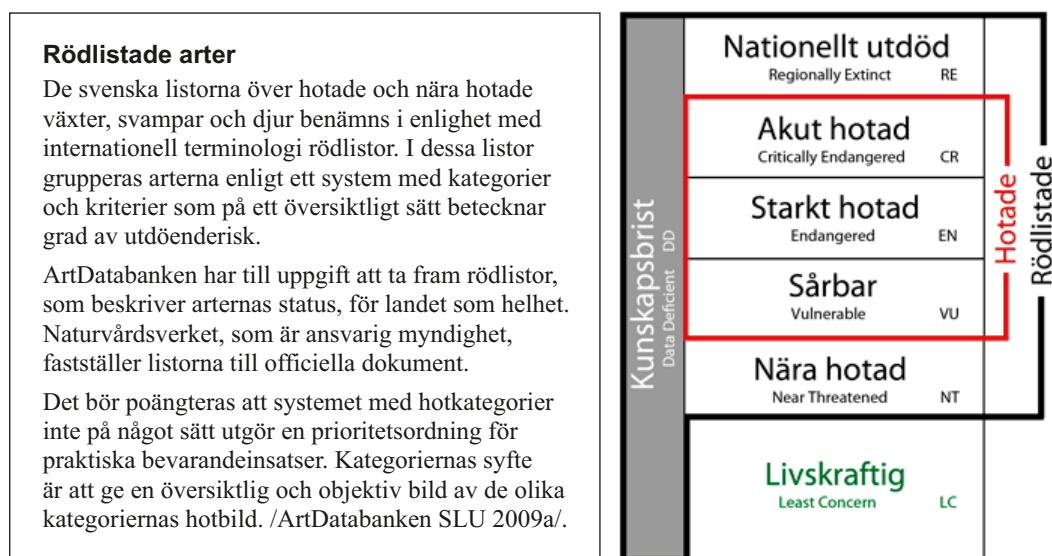 Rödlistade arter
De svenska listorna över hotade och nära hotade
växter, svampar och djur benämns i enlighet med
internationell terminologi rödlistor. I dessa listor
grupperas arterna enligt ett system med kategorier
och kriterier som på ett översiktligt sätt betecknar
grad av utdöenderisk.
ArtDatabanken har till uppgift att ta fram rödlistor,
som beskriver arternas status, för landet som helhet.
Naturvårdsverket, som är ansvarig myndighet,
fastställer listorna till officiella dokument.
Det bör poängteras att systemet med hotkategorier
inte på något sätt utgör en prioritetsordning för
praktiska bevarandeinsatser. Kategoriernas syfte
är att ge en översiktlig och objektiv bild av de olika
kategoriernas hotbild. /ArtDatabanken SLU 2009a/.
Kunskapsbrist
Data Deficient DD
Nationellt utdöd
Regionally Extinct RE
Akut hotad
Critically Endangered CR
Starkt hotad
Endangered EN
Sårbar
Vulnerable VU
Nära hotad
Near Threatened NT
Livskraftig
Least Concern LC
Hotade
Rödlistade